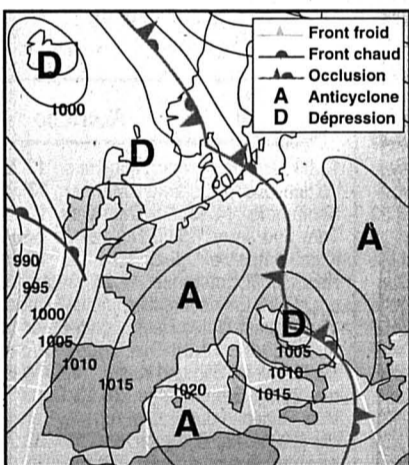 Front froid
Front chaud
Occlusion
A Anticyclone
D Dépression
D
1000
D
A
990
995
1000
1005
1010
1015
A
D
1005
1010
1015
1020
A